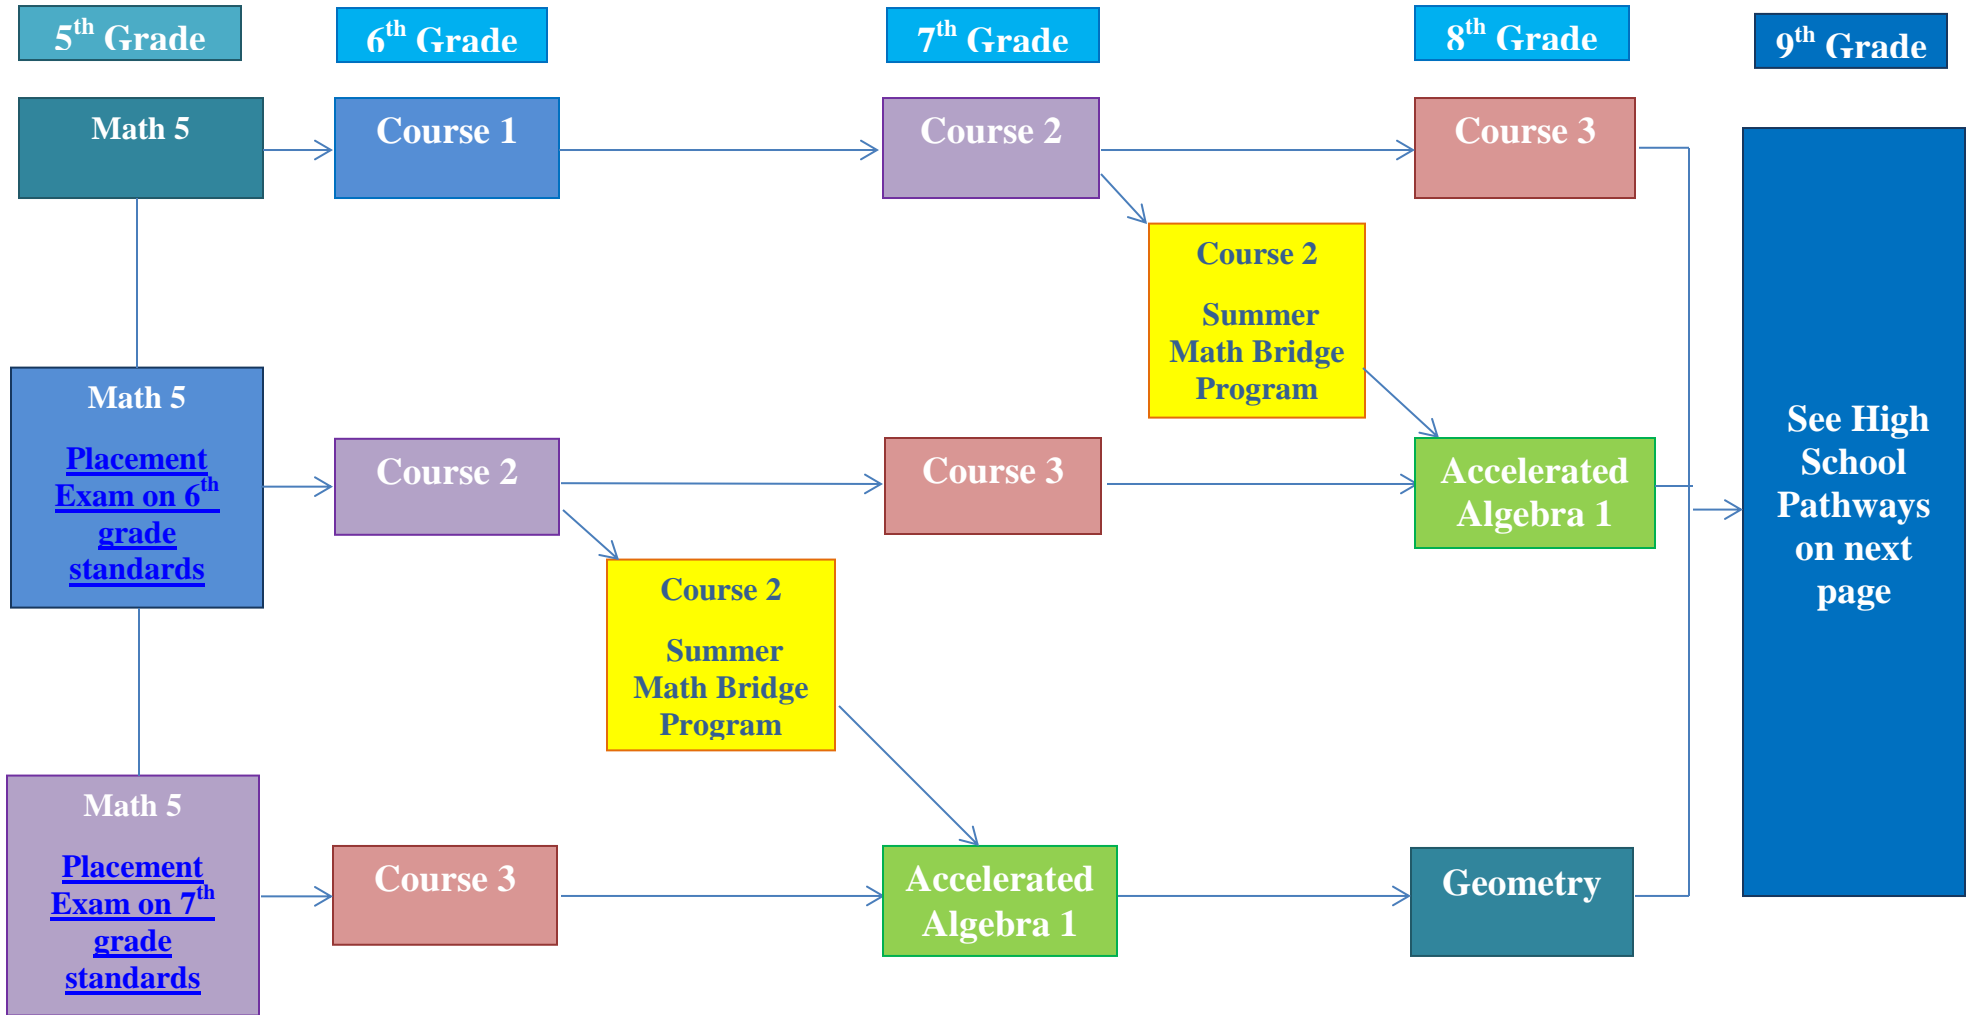 5th Grade
6th Grade
7th Grade
8th Grade
9th Grade
Math 5
Course 1
Course 2
Course 3
Course 2
Summer
Math Bridge
Program
See High
School
Pathways
on next
page
Math 5
Placement
Exam on 6th
grade
standards
Course 2
Course 3
Accelerated
Algebra 1
Course 2
Summer
Math Bridge
Program
Math 5
Placement
Exam on 7th
grade
standards
Course 3
Accelerated
Algebra 1
Geometry